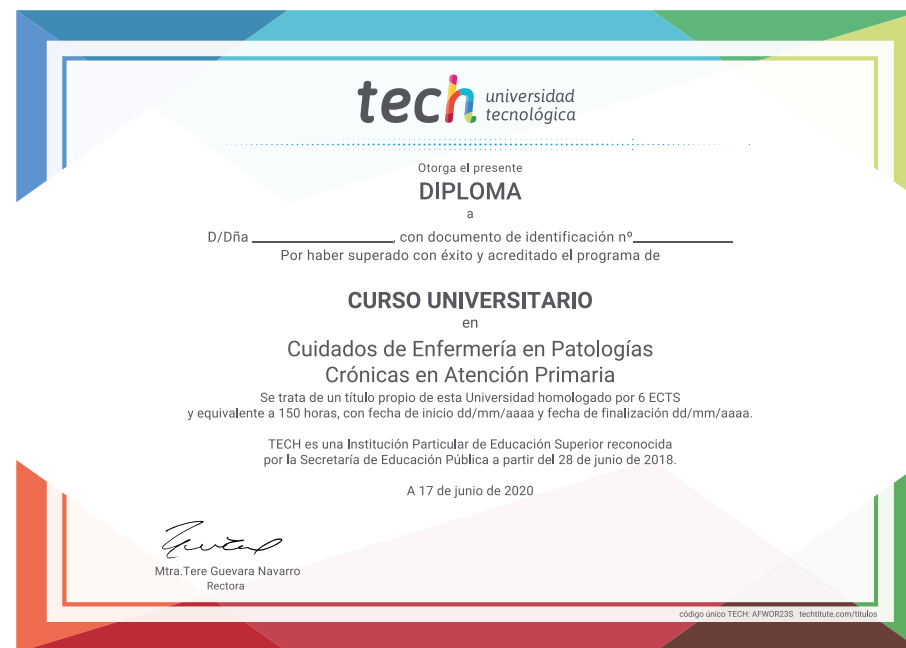 tech universidad
tecnológica
Otorga el presente
DIPLOMA
a
D/Dña ____________________, con documento de identificación nº______________
Por haber superado con éxito y acreditado el programa de
CURSO UNIVERSITARIO
en
Cuidados de Enfermería en Patologías
Crónicas en Atención Primaria
Se trata de un título propio de esta Universidad homologado por 6 ECTS
y equivalente a 150 horas, con fecha de inicio dd/mm/aaaa y fecha de finalización dd/mm/aaaa.
TECH es una Institución Particular de Educación Superior reconocida
por la Secretaría de Educación Pública a partir del 28 de junio de 2018.
A 17 de junio de 2020
Mtra.Tere Guevara Navarro
Rectora
código único TECH: AFWOR23S techtitute.com/titulos